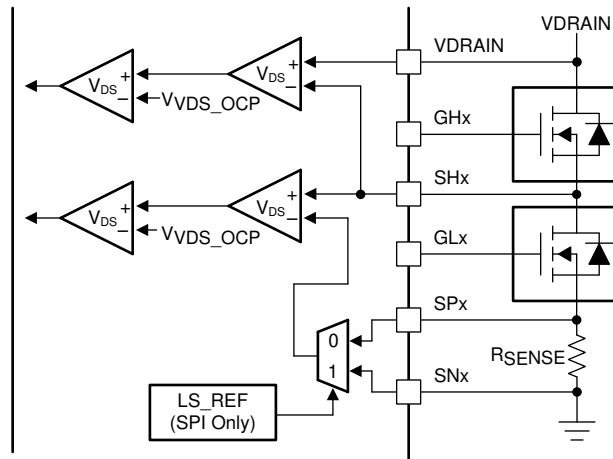 VDRAIN
VDRAIN
VDS
+
−
VVDS_OCP
VDS
+
−
GHx
SHx
VDS
+
−
VVDS_OCP
VDS
+
−
GLx
SPx
0
1
RSENSE
SNx
LS_REF
(SPI Only)